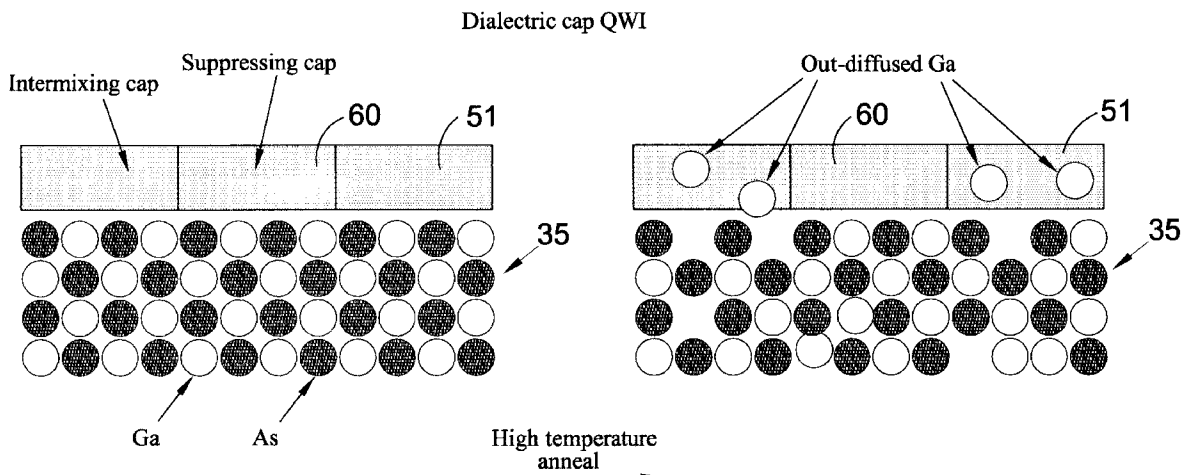 Dialectric cap QWI
Suppressing cap
Intermixing cap
60
51
Out-diffused Ga
60
51
35
35
Ga
As
High temperature
anneal